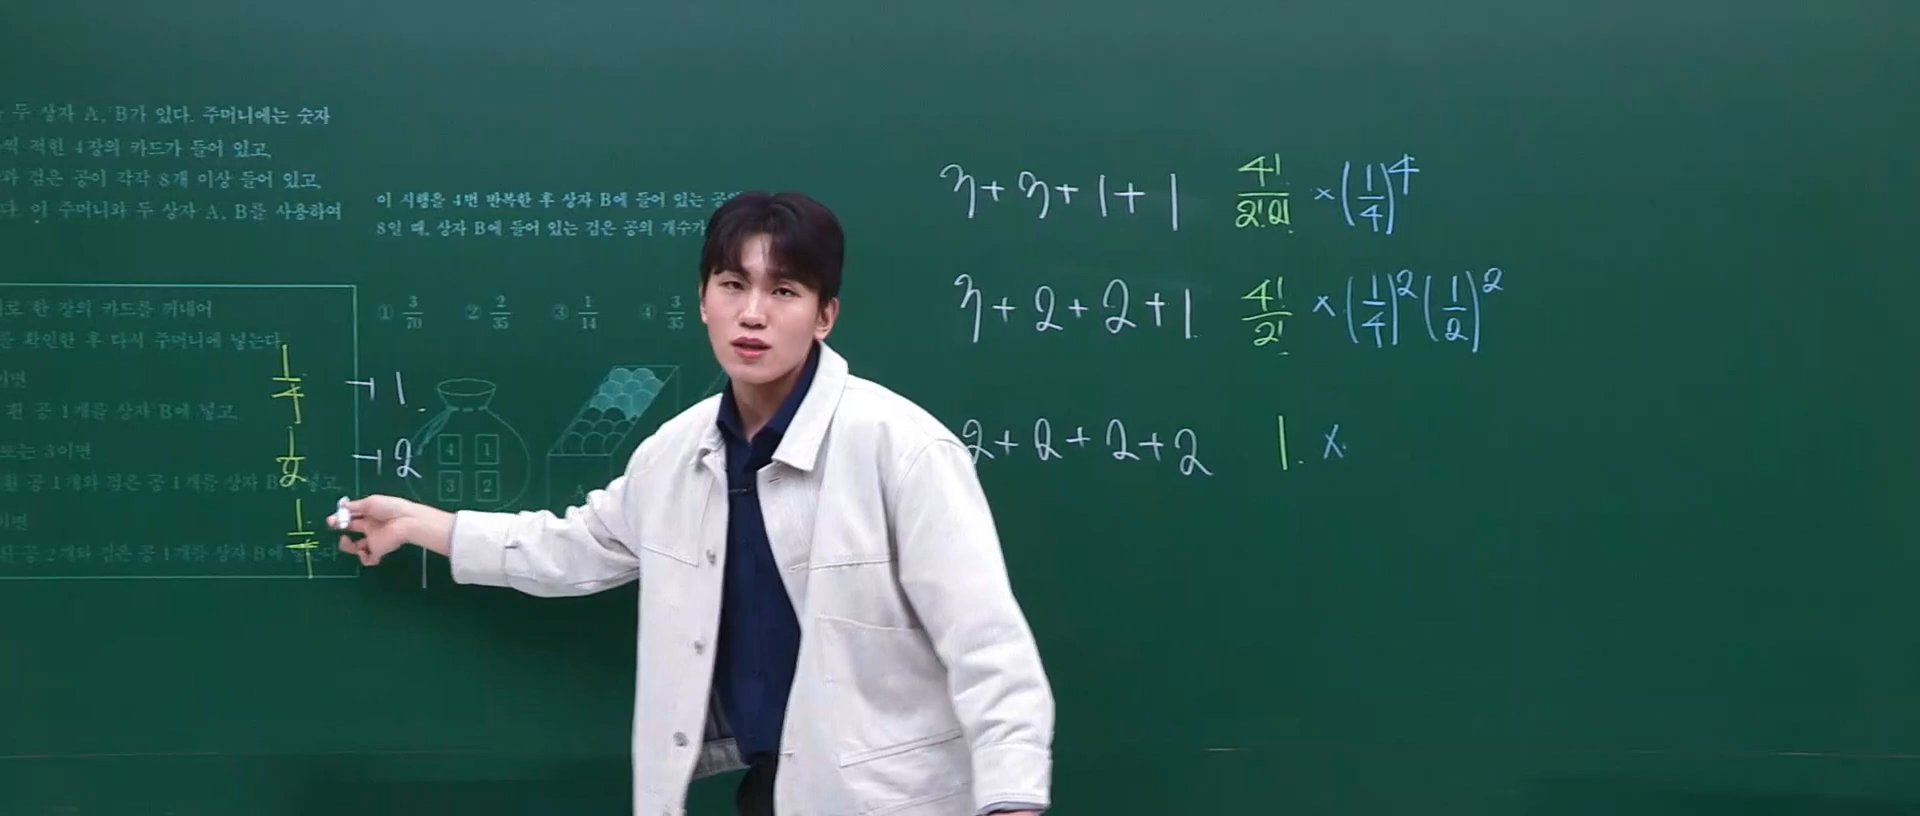 두 상자 A, B가 있다. 주머니에는 숫자
씩 적힌 4장의 카드가 들어 있고,
과 검은 공이 각각 8개 이상 들어 있고,
다. 이 주머니와 두 상자 A, B를 사용하여
이 시행을 4번 반복한 후 상자 B에 들어 있는 공의
8일 때, 상자 B에 들어 있는 검은 공의 개수가
한 장의 카드를 꺼내어
를 확인한 후 다시 주머니에 넣는다.
이면
흰 공 1개를 상자 B에 넣고,
또는 3이면
흰 공 1개와 검은 공 1개를 상자 B 넣고,
이면
공 2개와 검은 공 1개를 상자 B에 넣는다
① 3/70 ② 2/35 ③ 1/14 ④ 3/35
1/4 → 1.
1/2 → 2
1/4
4 1
3 2
A
3+3+1+1 4!/2!2! × (1/4)^4
3+2+2+1 4!/2! × (1/4)^2 (1/2)^2
2+2+2+2 1. ×